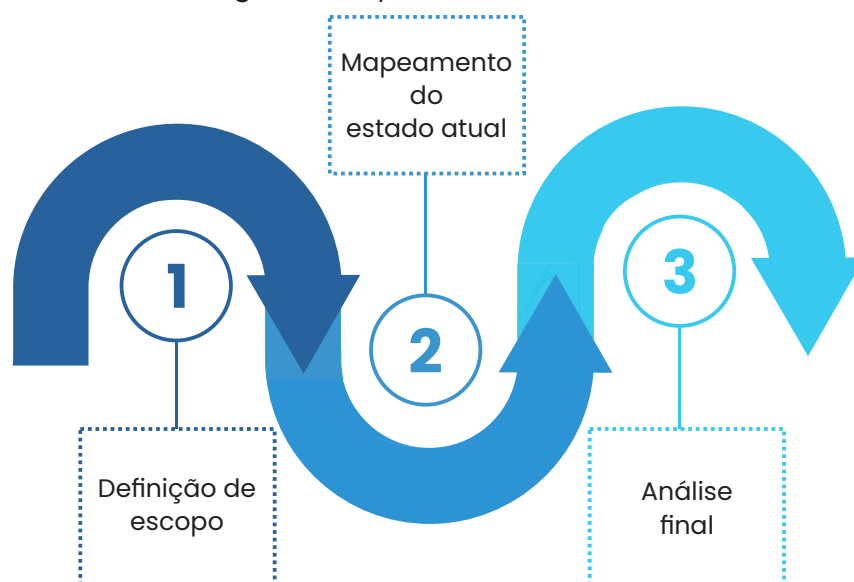 Mapeamento
do
estado atual
1
2
3
Definição de
escopo
Análise
final